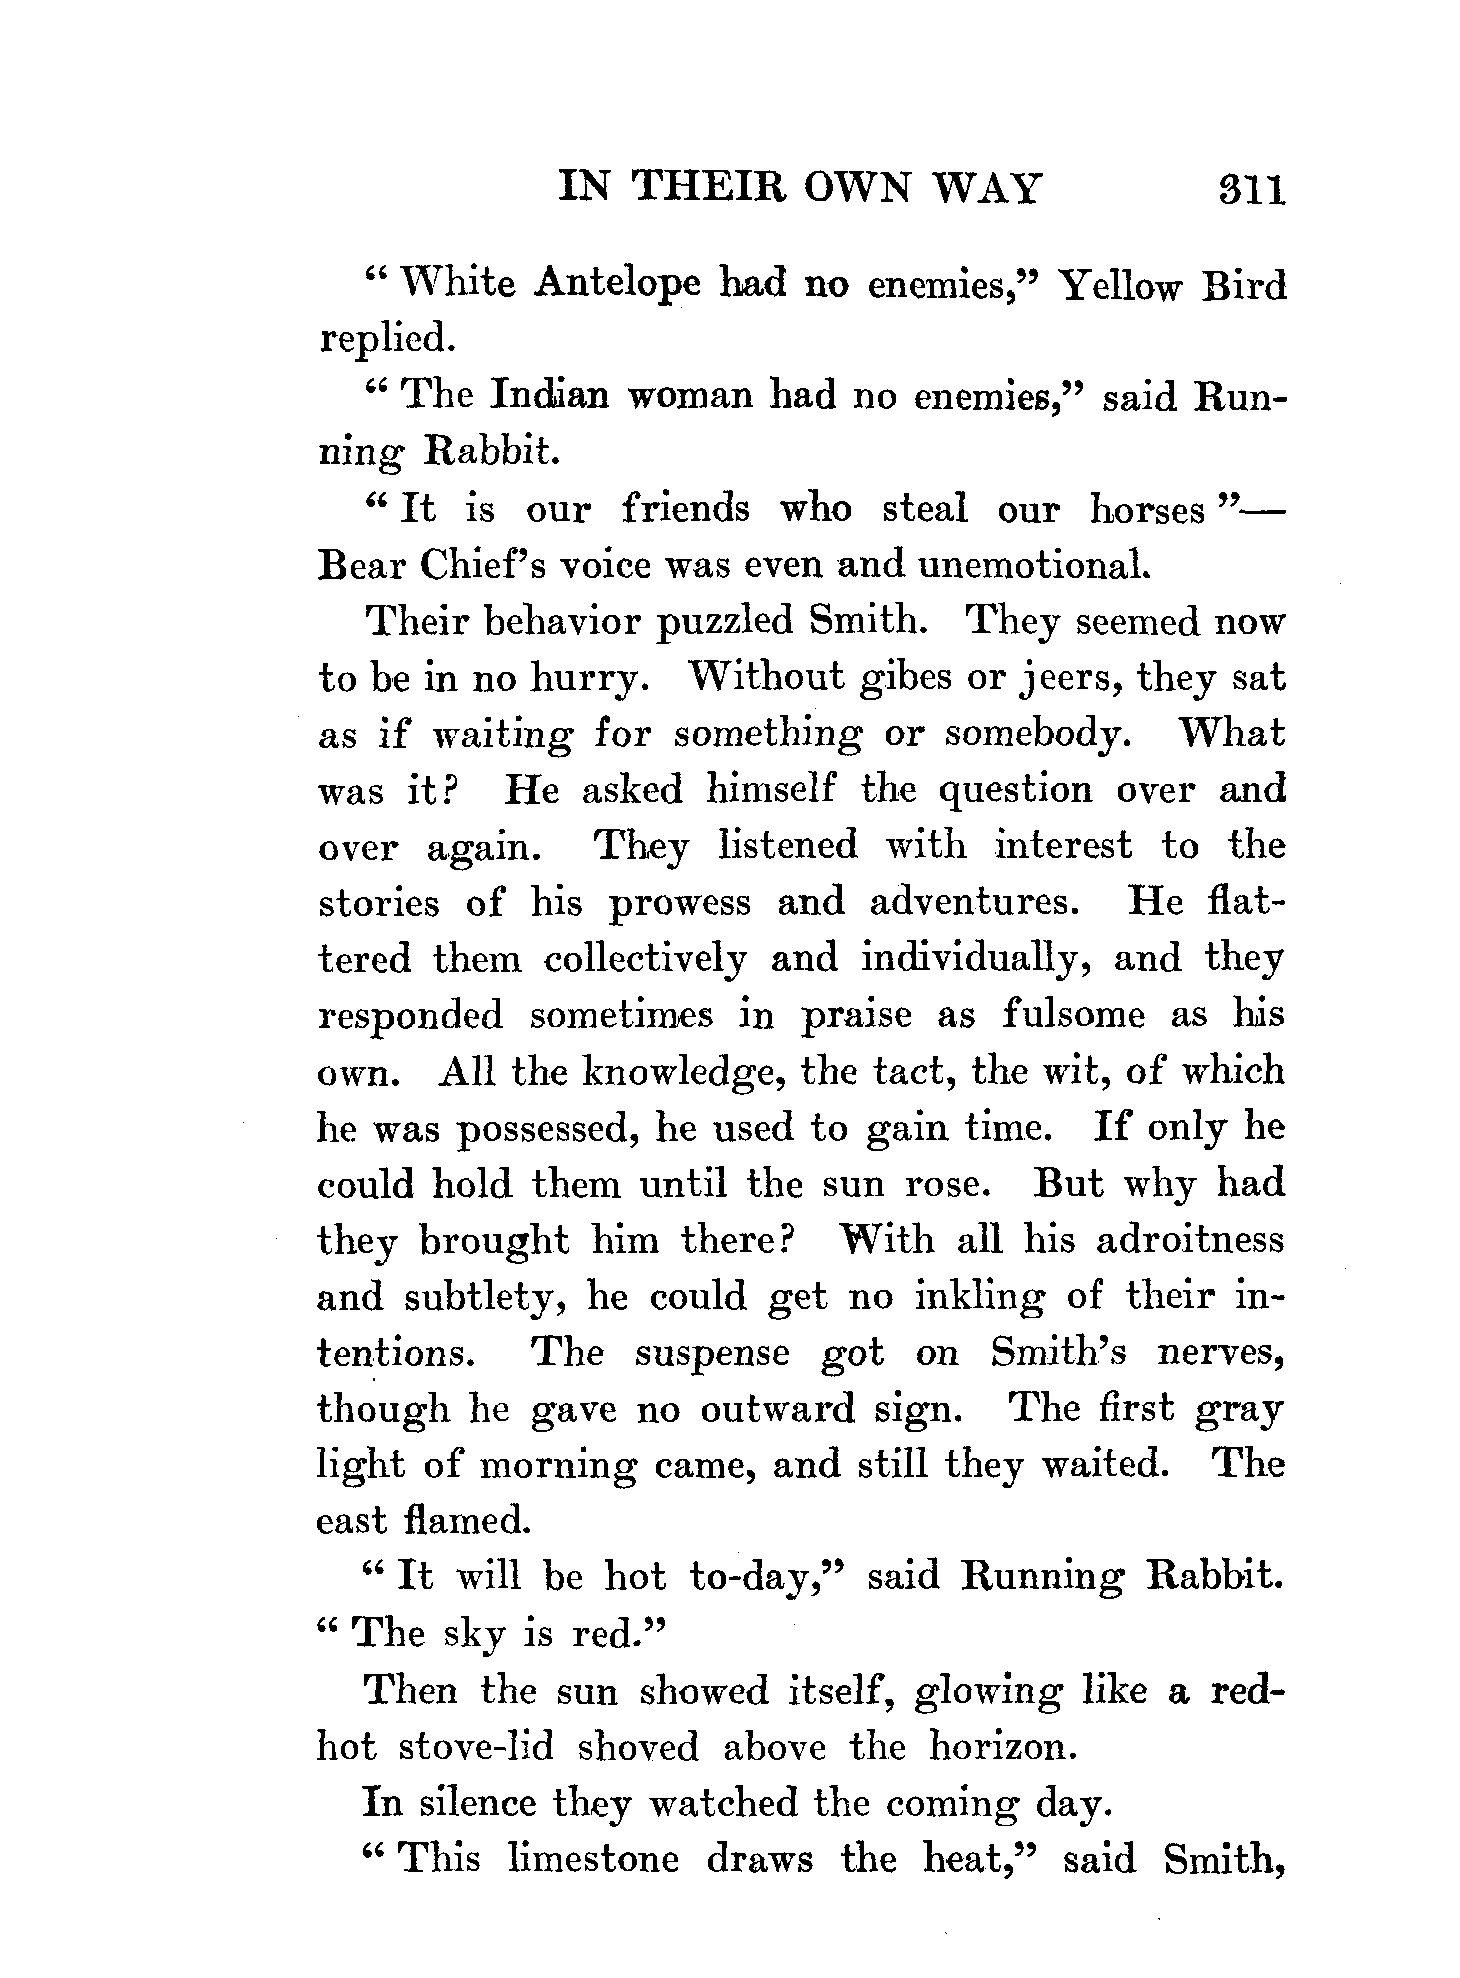 IN THEIR OWN WAY 311
“ White Antelope had no enemies,” Yellow Bird
replied.
“ The Indian woman had no enemies,” said Run-
ning Rabbit.
“ It is our friends who steal our horses ”—
Bear Chief’s voice was even and unemotional.
Their behavior puzzled Smith. They seemed now
to be in no hurry. Without gibes or jeers, they sat
as if waiting for something or somebody. What
was it? He asked himself the question over and
over again. They listened with interest to the
stories of his prowess and adventures. He flat-
tered them collectively and individually, and they
responded sometimes in praise as fulsome as his
own. All the knowledge, the tact, the wit, of which
he was possessed, he used to gain time. If only he
could hold them until the sun rose. But why had
they brought him there? With all his adroitness
and subtlety, he could get no inkling of their in-
tentions. The suspense got on Smith’s nerves,
though he gave no outward sign. The first gray
light of morning came, and still they waited. The
east flamed.
“ It will be hot to-day,” said Running Rabbit.
“ The sky is red.”
Then the sun showed itself, glowing like a red-
hot stove-lid shoved above the horizon.
In silence they watched the coming day.
“ This limestone draws the heat,” said Smith,